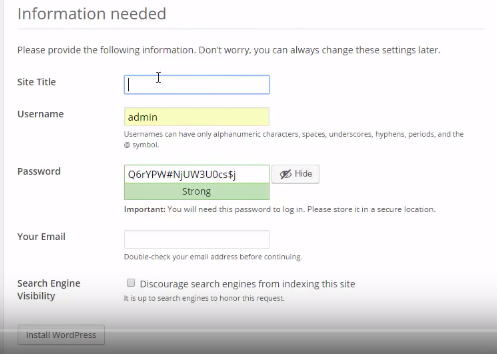 Information needed
Please provide the following information. Don't worry, you can always change these settings later.
Site Title
Username
admin
Usernames can have only alphanumeric characters, spaces, underscores, hyphens, periods, and the
@ symbol.
Password
Q6rYPW#NjUW3U0cs$j
Hide
Strong
Important: You will need this password to log in. Please store it in a secure location.
Your Email
Double-check your email address before continuing.
Search Engine
Visibility
Discourage search engines from indexing this site
It is up to search engines to honor this request.
Install WordPress